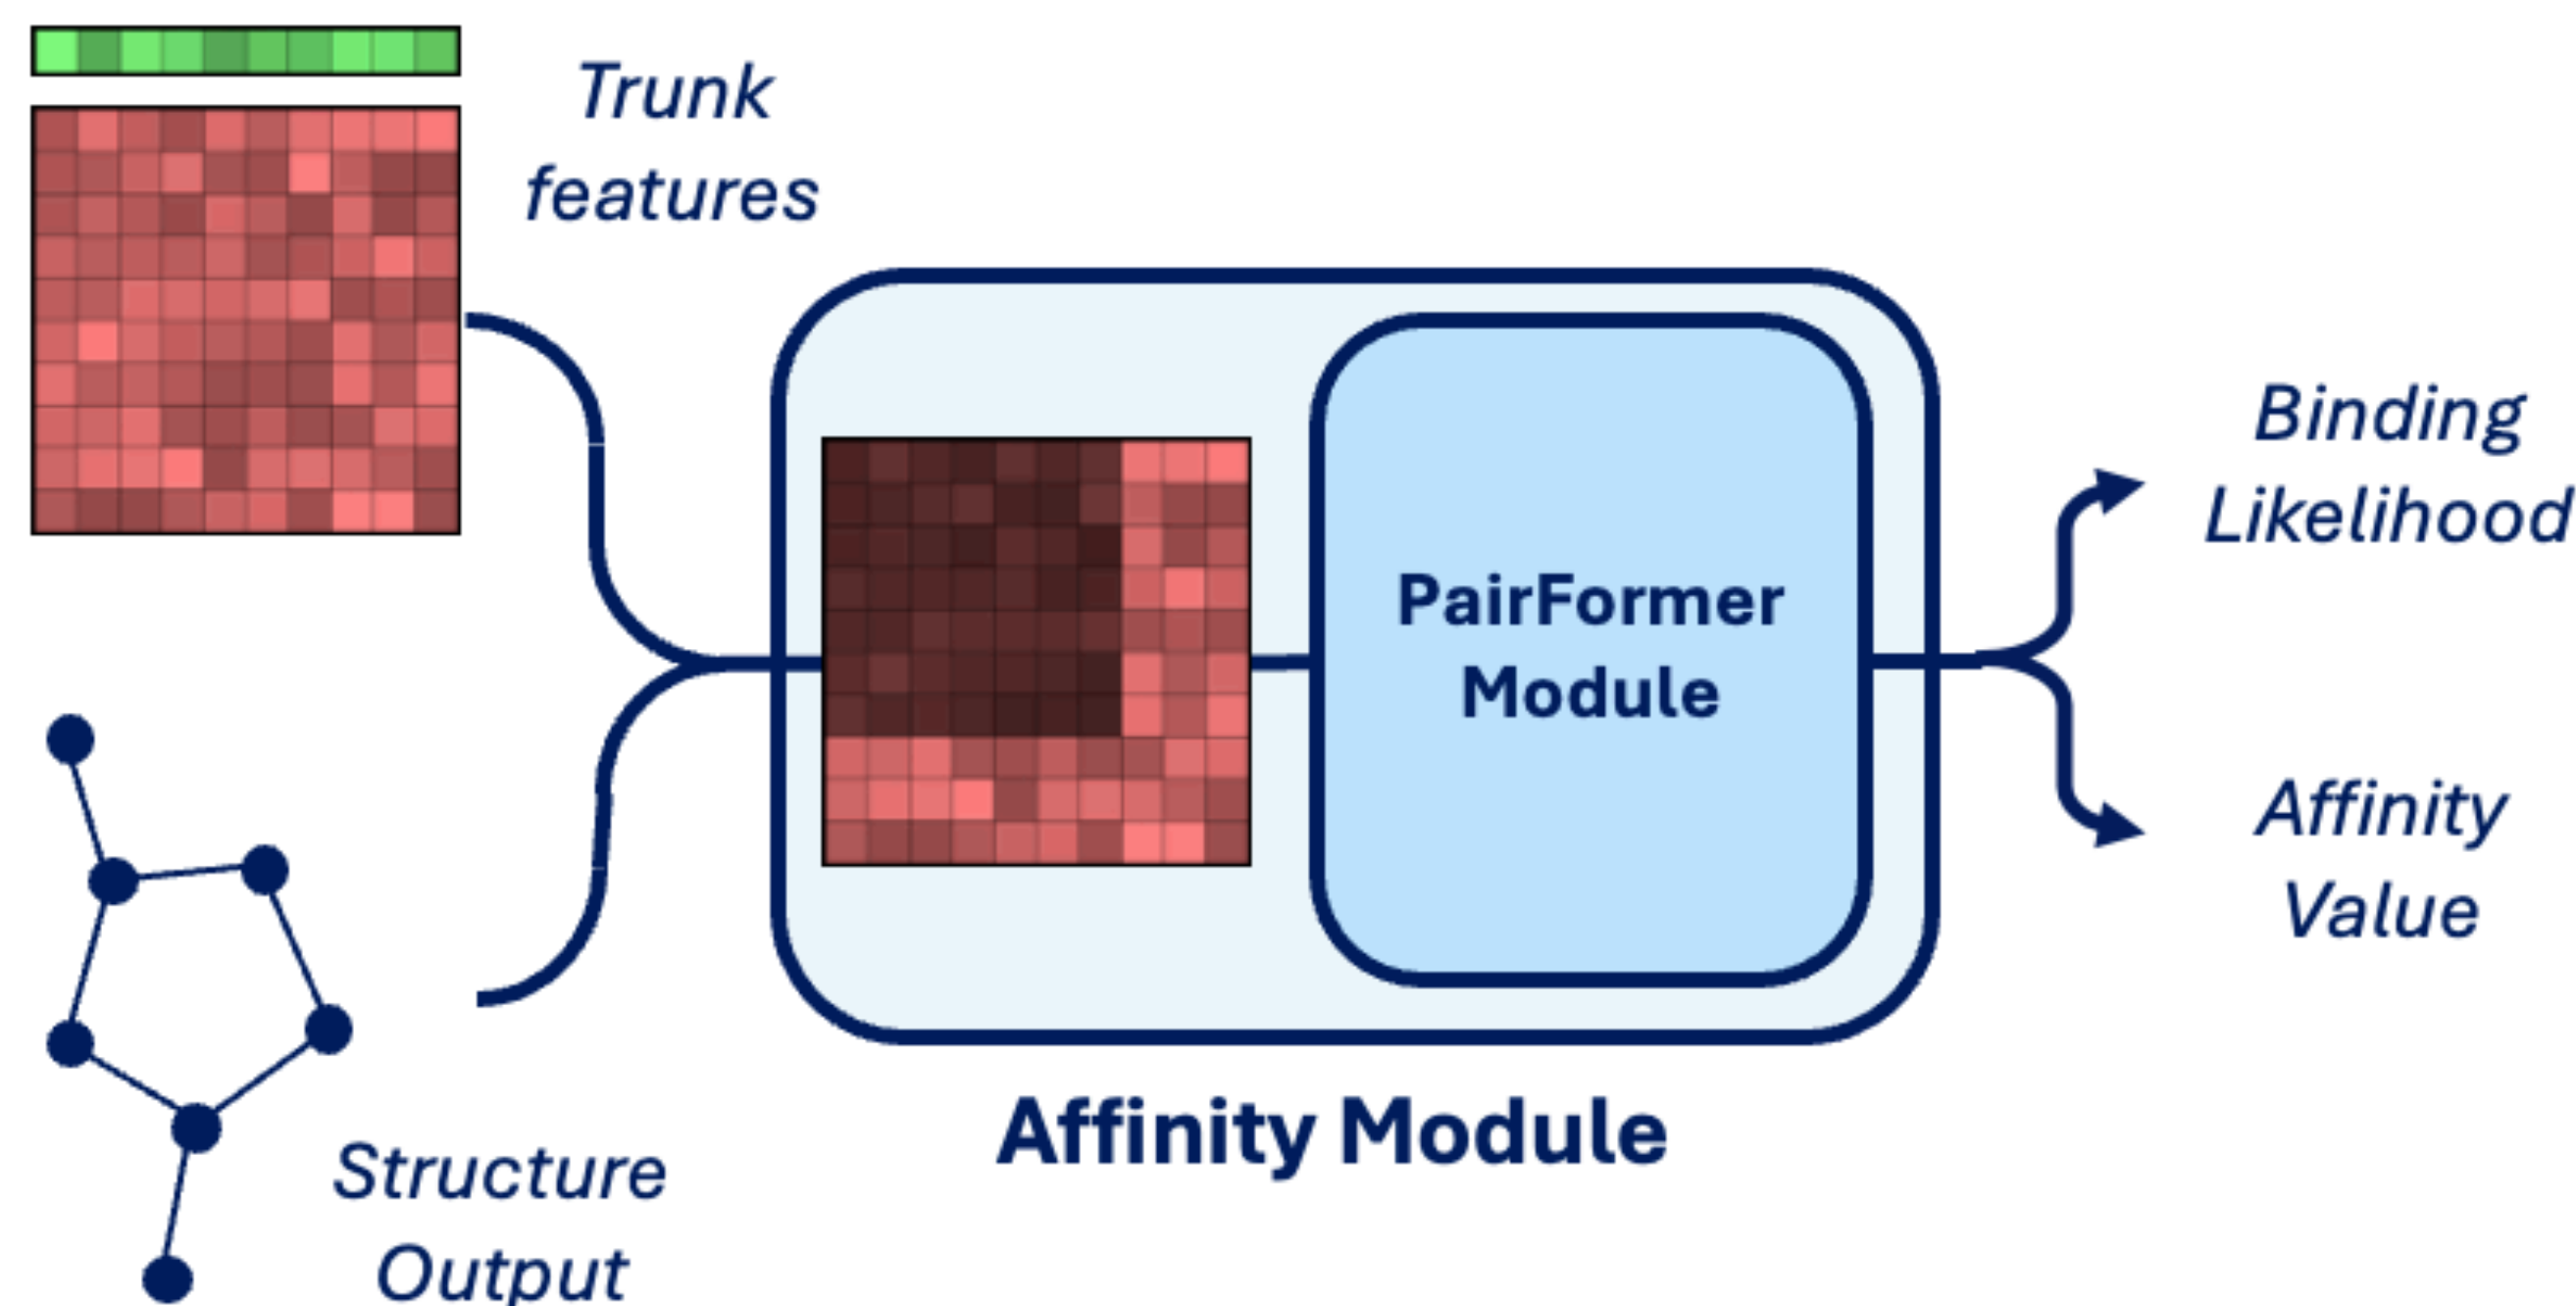 Trunk
features
PairFormer
Module
Binding
Likelihood
Affinity
Value
Affinity Module
Structure
Output